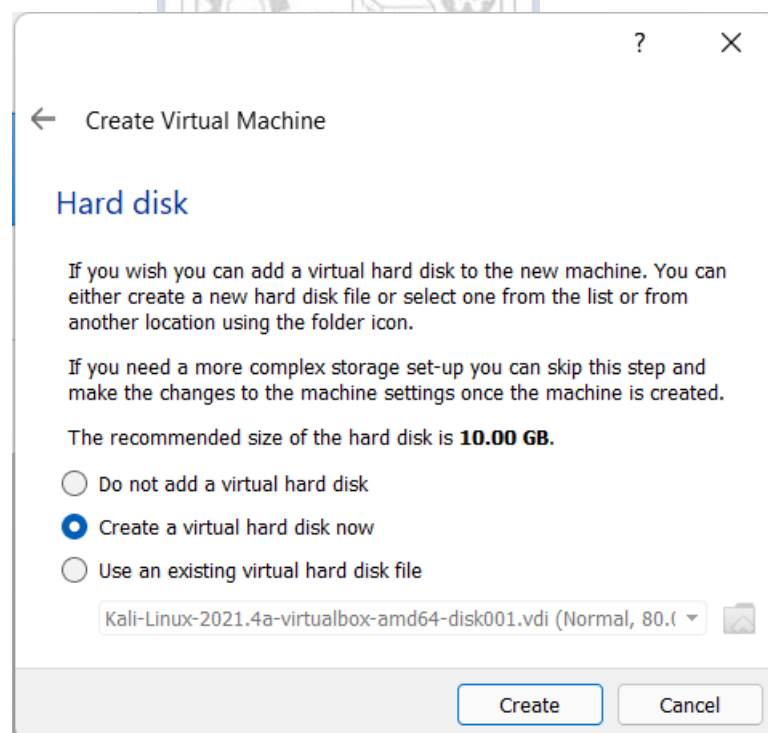 ?
Create Virtual Machine
Hard disk
If you wish you can add a virtual hard disk to the new machine. You can
either create a new hard disk file or select one from the list or from
another location using the folder icon.
If you need a more complex storage set-up you can skip this step and
make the changes to the machine settings once the machine is created.
The recommended size of the hard disk is 10.00 GB.
Do not add a virtual hard disk
Create a virtual hard disk now
Use an existing virtual hard disk file
Kali-Linux-2021.4a-virtualbox-amd64-disk001.vdi (Normal, 80.(
Create
Cancel